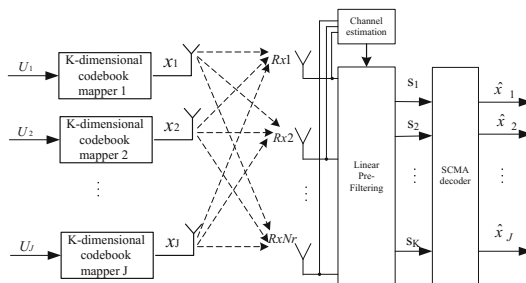 Channel
estimation
U1
K-dimensional
codebook
mapper 1
x1
Rx1
s1
x̂ 1
U2
K-dimensional
codebook
mapper 2
x2
Rx2
Linear
Pre-
Filtering
s2
SCMA
decoder
x̂ 2
UJ
K-dimensional
codebook
mapper J
xJ
RxNr
sK
x̂ J